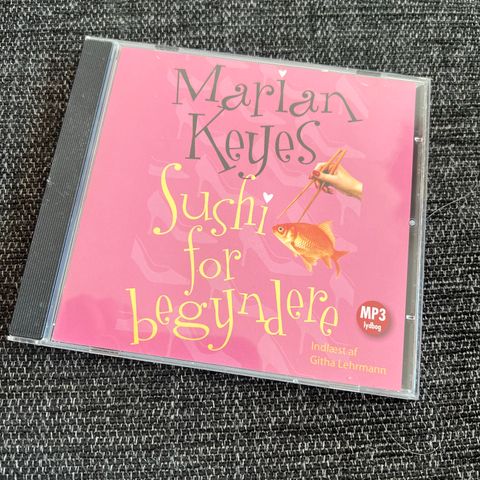 Marian
Keyes
Sushi
for
begyndere
MP3
lydbog
Indlæst af
Githa Lehrmann